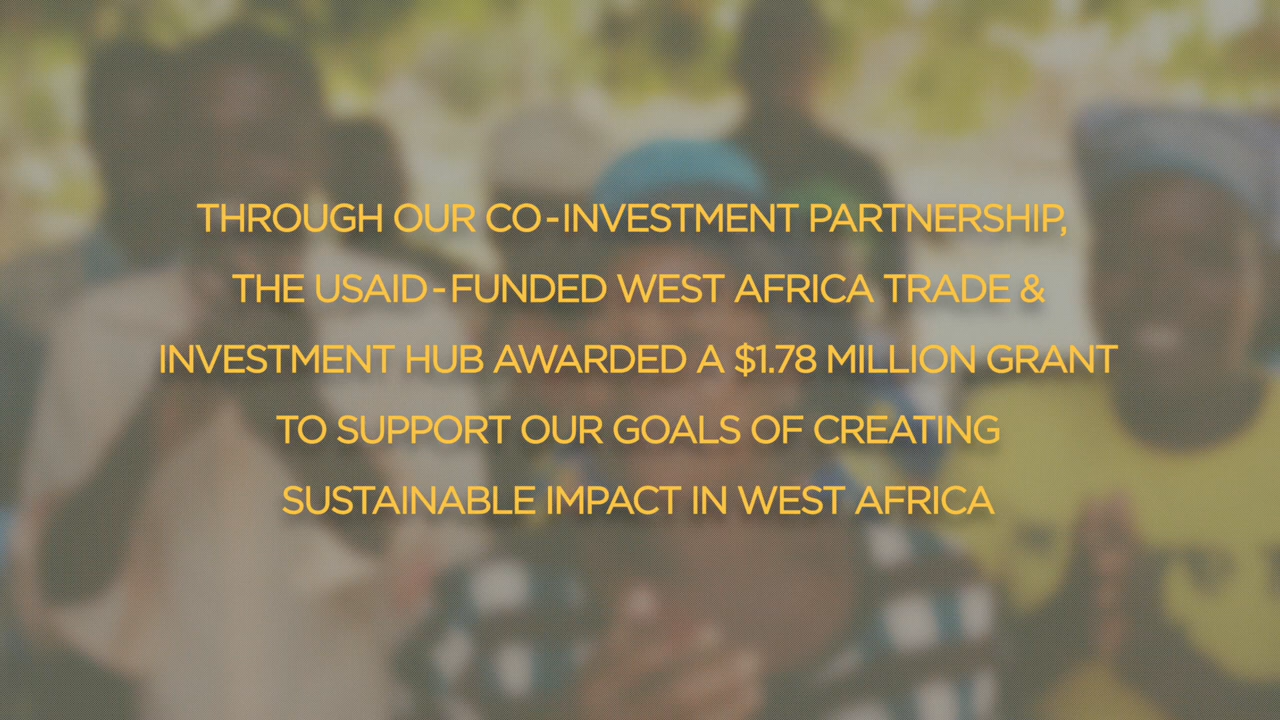 THROUGH OUR CO-INVESTMENT PARTNERSHIP,
THE USAID-FUNDED WEST AFRICA TRADE &
INVESTMENT HUB AWARDED A $1.78 MILLION GRANT
TO SUPPORT OUR GOALS OF CREATING
SUSTAINABLE IMPACT IN WEST AFRICA